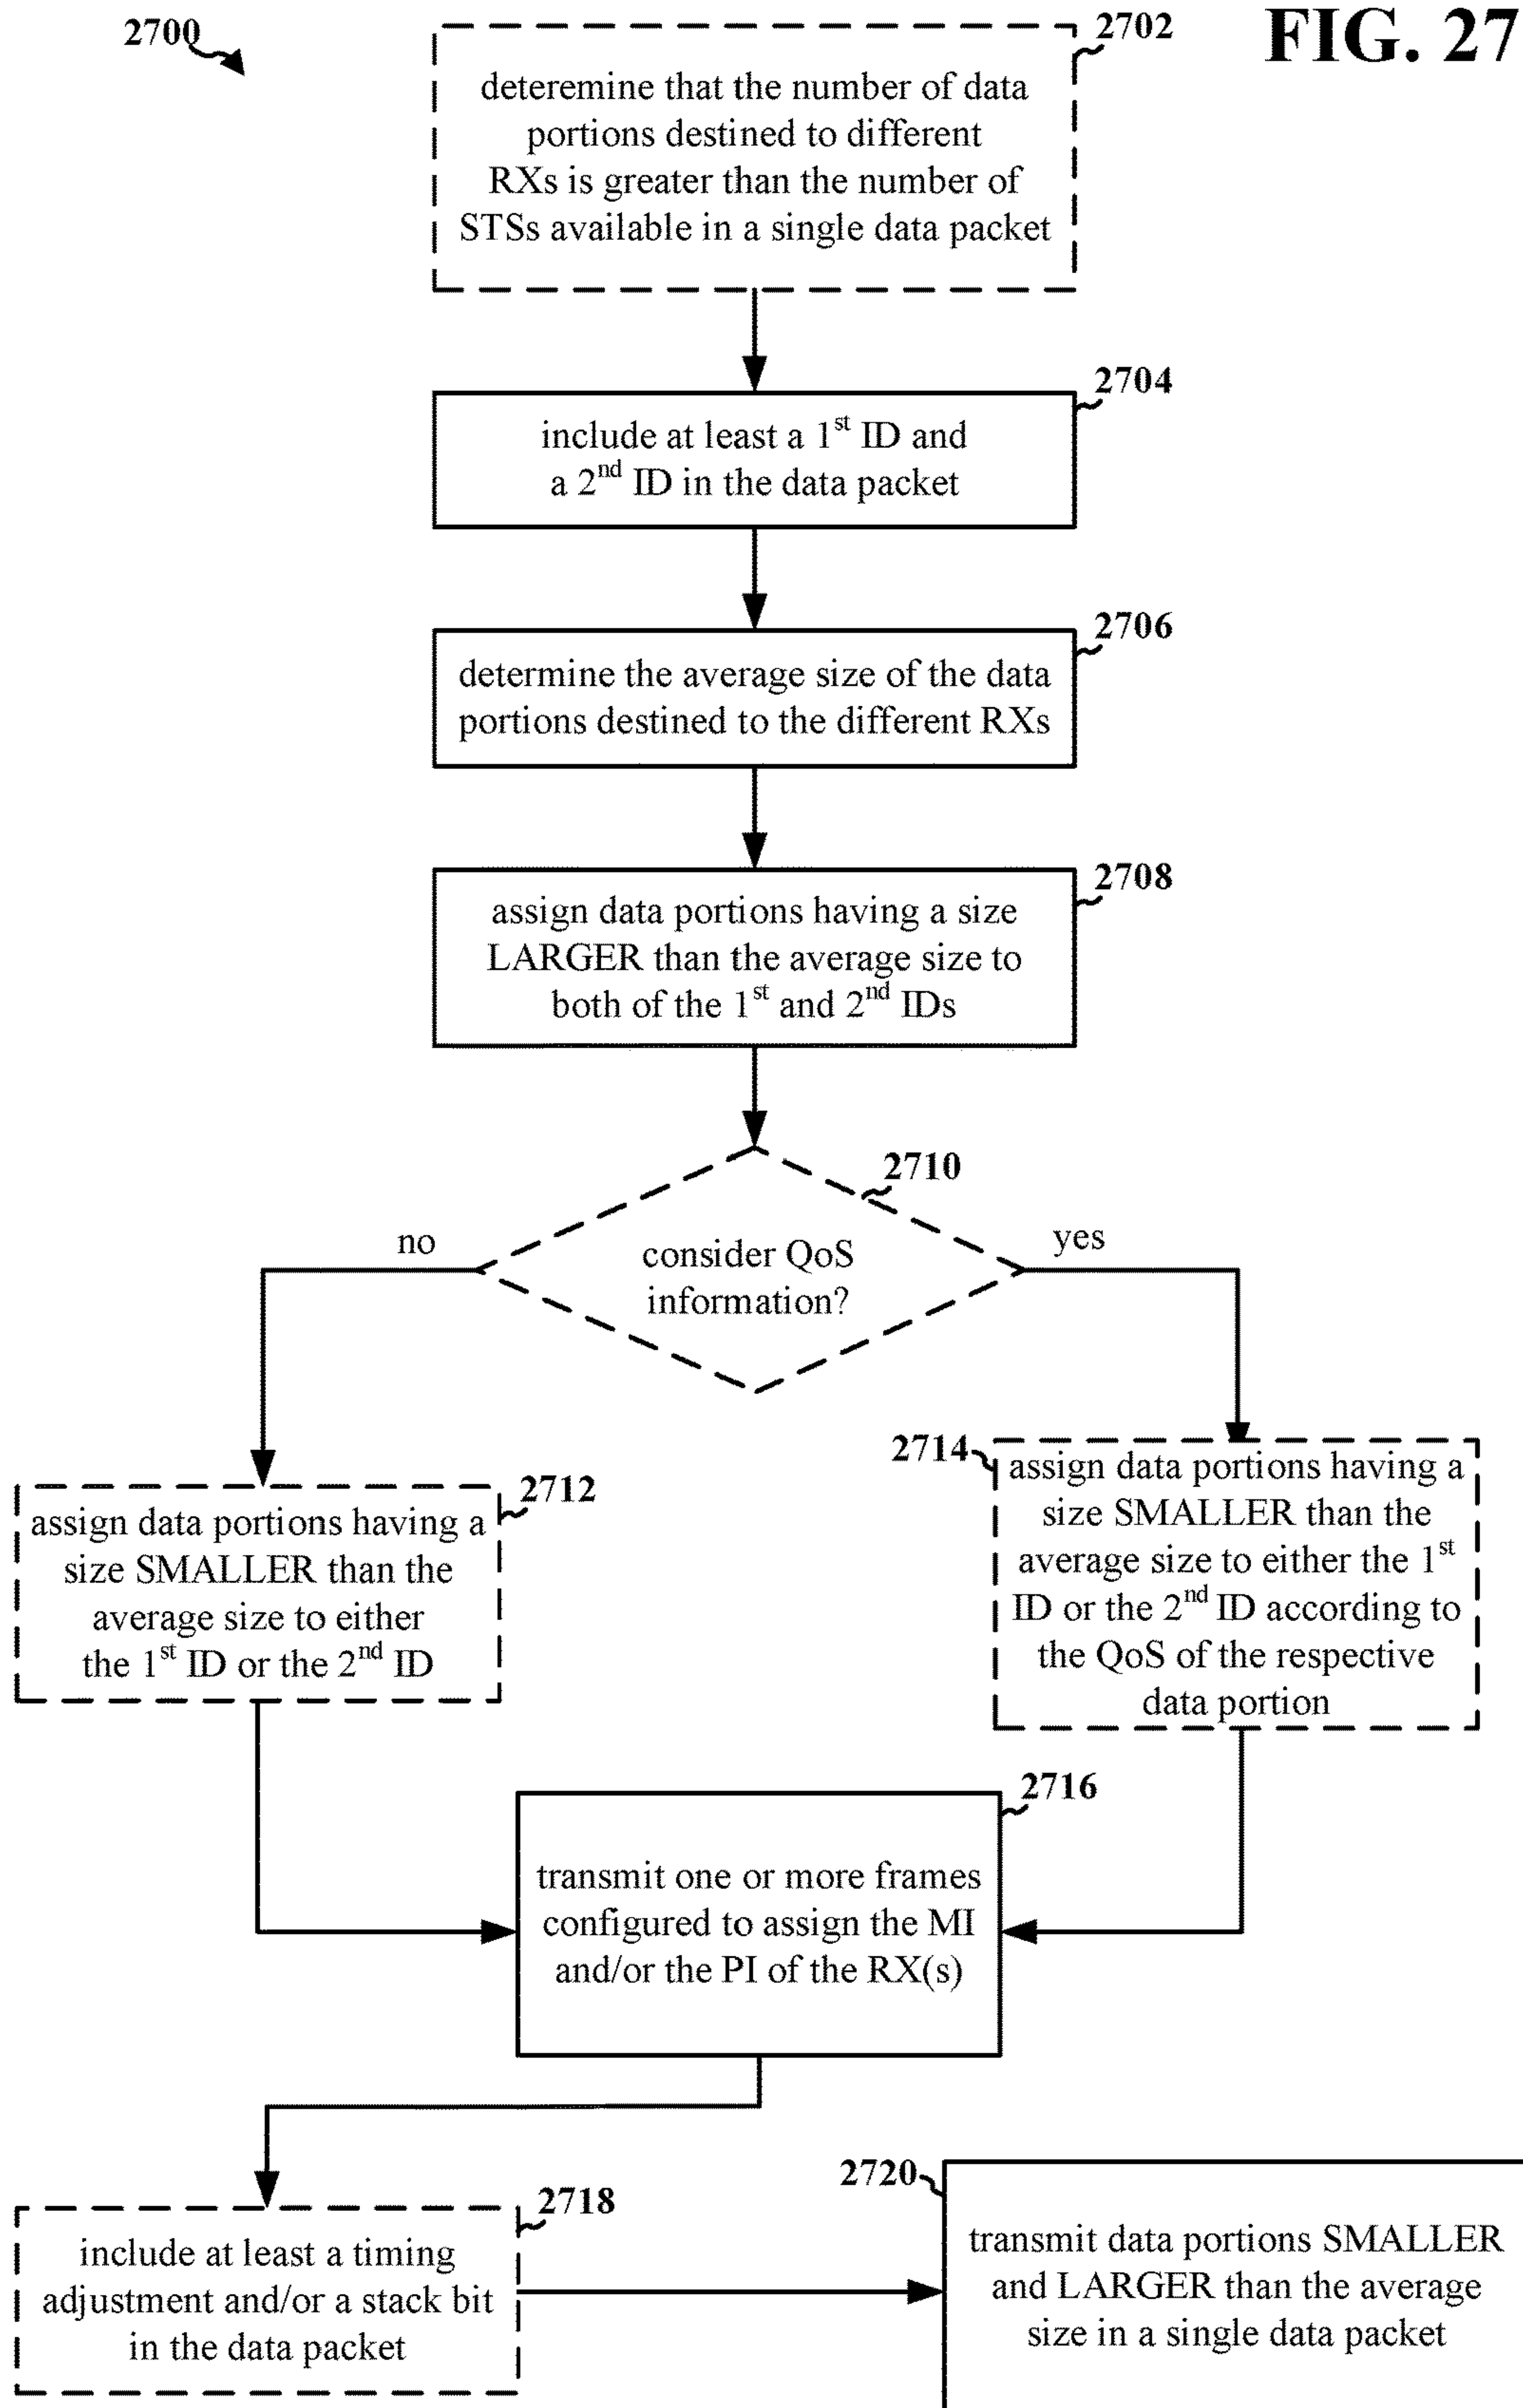 FIG. 27
2700
2702
deteremine that the number of data
portions destined to different
RXs is greater than the number of
STSs available in a single data packet
2704
include at least a 1st ID and
a 2nd ID in the data packet
2706
determine the average size of the data
portions destined to the different RXs
2708
assign data portions having a size
LARGER than the average size to
both of the 1st and 2nd IDs
2710
consider QoS
information?
no
yes
2712
assign data portions having a
size SMALLER than the
average size to either
the 1st ID or the 2nd ID
2714
assign data portions having a
size SMALLER than the
average size to either the 1st
ID or the 2nd ID according to
the QoS of the respective
data portion
2716
transmit one or more frames
configured to assign the MI
and/or the PI of the RX(s)
2718
include at least a timing
adjustment and/or a stack bit
in the data packet
2720
transmit data portions SMALLER
and LARGER than the average
size in a single data packet